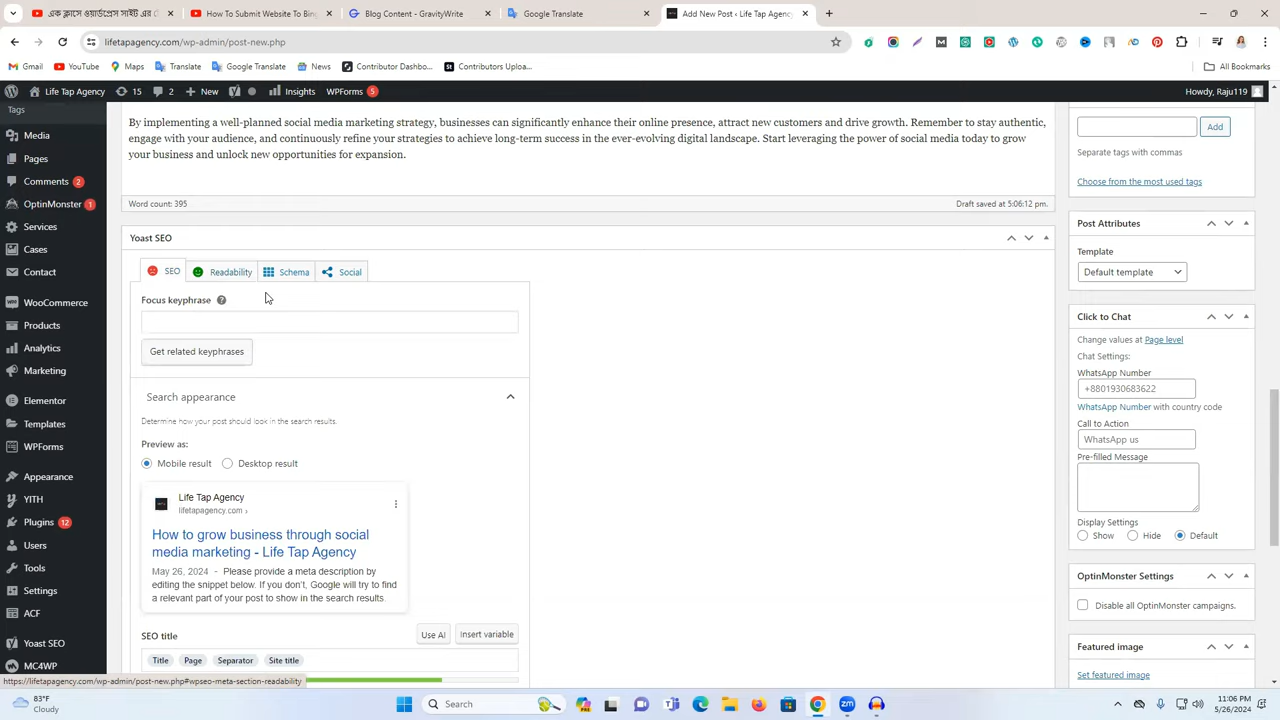 এক ক্লাসে ওয়ার্ডপ্রেস সাইট এর ে
How To Submit Website To Bing
Blog Content - GravityWrite
Google Translate
Add New Post ‹ Life Tap Agency
lifetapagency.com/wp-admin/post-new.php
Gmail
YouTube
Maps
Translate
Google Translate
News
Contributor Dashbo...
Contributors Uploa...
All Bookmarks
Life Tap Agency
15
2
New
Insights
WPForms
5
Howdy, Raju119
Tags
Media
Pages
Comments 2
OptinMonster 1
Services
Cases
Contact
WooCommerce
Products
Analytics
Marketing
Elementor
Templates
WPForms
Appearance
YITH
Plugins 12
Users
Tools
Settings
ACF
Yoast SEO
MC4WP
By implementing a well-planned social media marketing strategy, businesses can significantly enhance their online presence, attract new customers and drive growth. Remember to stay authentic,
engage with your audience, and continuously refine your strategies to achieve long-term success in the ever-evolving digital landscape. Start leveraging the power of social media today to grow
your business and unlock new opportunities for expansion.
Word count: 395
Draft saved at 5:06:12 pm.
Yoast SEO
SEO
Readability
Schema
Social
Focus keyphrase
Get related keyphrases
Search appearance
Determine how your post should look in the search results.
Preview as:
Mobile result
Desktop result
Life Tap Agency
lifetapagency.com ›
How to grow business through social
media marketing - Life Tap Agency
May 26, 2024 - Please provide a meta description by
editing the snippet below. If you don't, Google will try to find
a relevant part of your post to show in the search results.
SEO title
Use AI
Insert variable
Title
Page
Separator
Site title
Add
Separate tags with commas
Choose from the most used tags
Post Attributes
Template
Default template
Click to Chat
Change values at Page level
Chat Settings:
WhatsApp Number
+8801930683622
WhatsApp Number with country code
Call to Action
WhatsApp us
Pre-filled Message
Display Settings
Show
Hide
Default
OptinMonster Settings
Disable all OptinMonster campaigns.
Featured image
Set featured image
https://lifetapagency.com/wp-admin/post-new.php#wpseo-meta-section-readability
83°F
Cloudy
Search
11:06 PM
5/26/2024